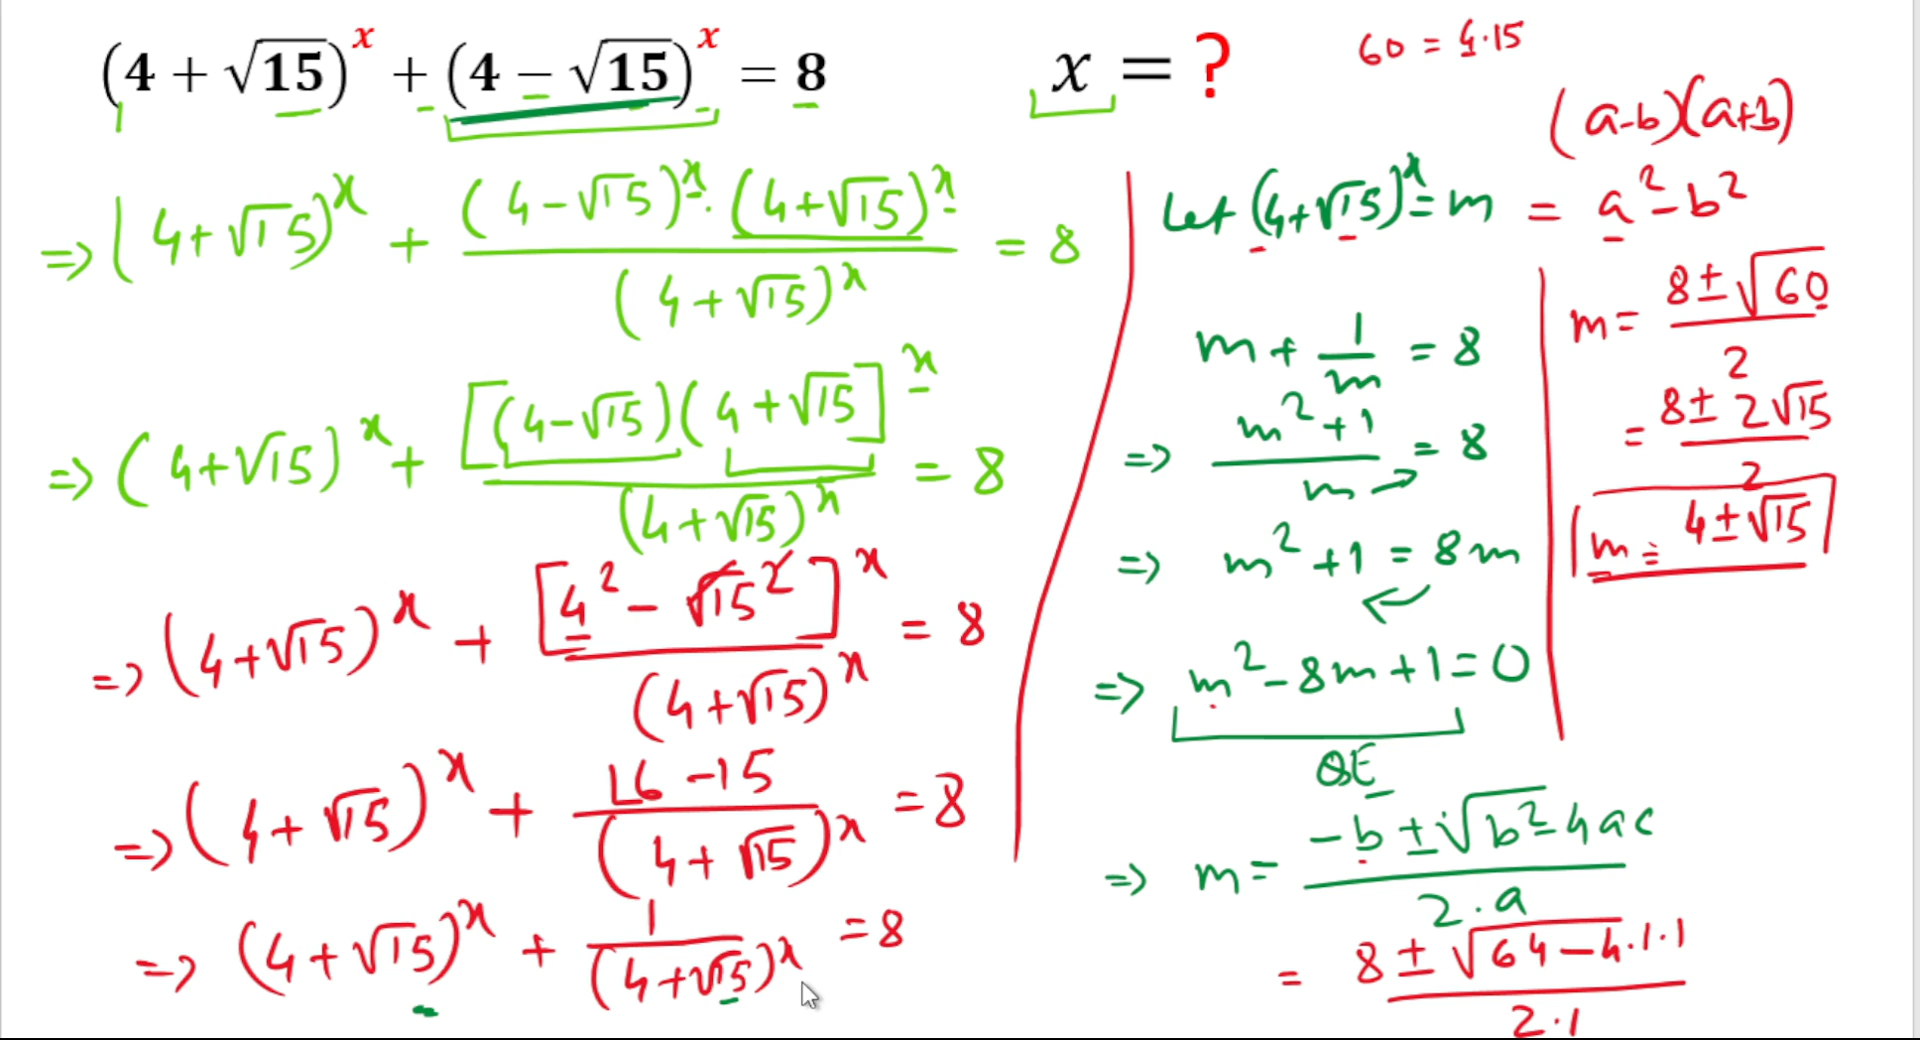 (4 + √15)^x + (4 − √15)^x = 8
x = ?
60 = 4·15
(a-b)(a+b)
= a² - b²
=> (4+√15)^x + (4-√15)^x · (4+√15)^x / (4+√15)^x = 8
=> (4+√15)^x + [(4-√15)(4+√15]^x / (4+√15)^x = 8
=> (4+√15)^x + [4² - √15²]^x / (4+√15)^x = 8
=> (4+√15)^x + 16-15 / (4+√15)^x = 8
=> (4+√15)^x + 1 / (4+√15)^x = 8
Let (4+√15)^x = m
m + 1/m = 8
=> m²+1 / m = 8
=> m²+1 = 8m
=> m²-8m+1=0
QE
=> m = -b ± √b²-4ac / 2·a
= 8 ± √64-4·1·1 / 2·1
m = 8±√60 / 2
= 8±2√15 / 2
m = 4±√15